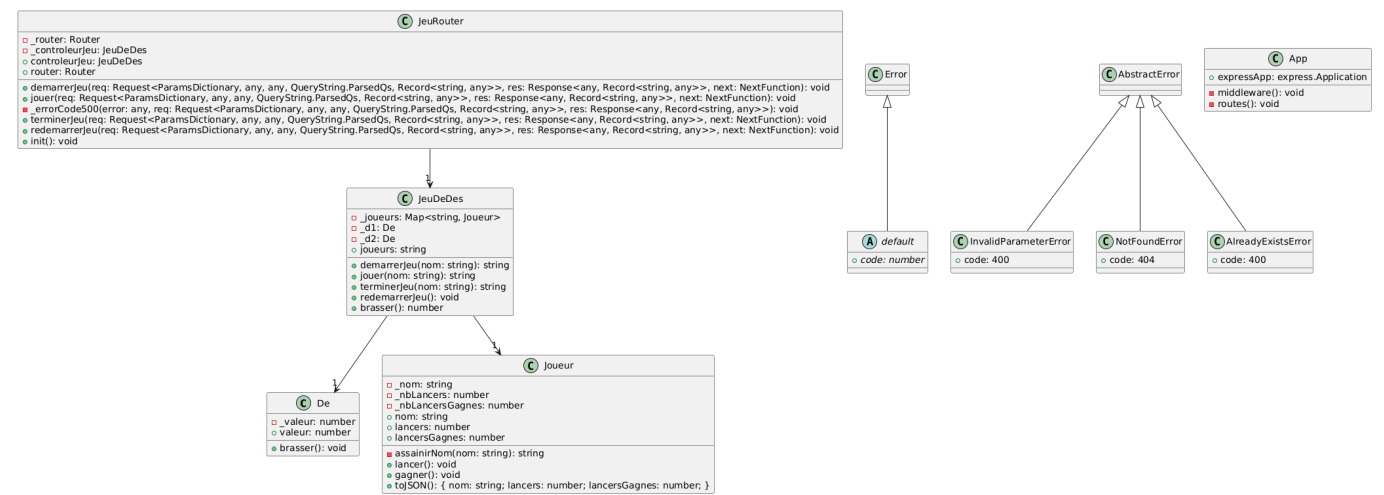 C JeuRouter
_router: Router
_controleurJeu: JeuDeDes
controleurJeu: JeuDeDes
router: Router
demarrerJeu(req: Request<ParamsDictionary, any, any, QueryString.ParsedQs, Record<string, any>>, res: Response<any, Record<string, any>>, next: NextFunction): void
jouer(req: Request<ParamsDictionary, any, any, QueryString.ParsedQs, Record<string, any>>, res: Response<any, Record<string, any>>, next: NextFunction): void
_errorCode500(error: any, req: Request<ParamsDictionary, any, any, QueryString.ParsedQs, Record<string, any>>, res: Response<any, Record<string, any>>): void
terminerJeu(req: Request<ParamsDictionary, any, any, QueryString.ParsedQs, Record<string, any>>, res: Response<any, Record<string, any>>, next: NextFunction): void
redemarrerJeu(req: Request<ParamsDictionary, any, any, QueryString.ParsedQs, Record<string, any>>, res: Response<any, Record<string, any>>, next: NextFunction): void
init(): void
C Error
C AbstractError
C App
expressApp: express.Application
middleware(): void
routes(): void
1
C JeuDeDes
_joueurs: Map<string, Joueur>
_d1: De
_d2: De
joueurs: string
demarrerJeu(nom: string): string
jouer(nom: string): string
terminerJeu(nom: string): string
redemarrerJeu(): void
brasser(): number
A default
code: number
C InvalidParameterError
code: 400
C NotFoundError
code: 404
C AlreadyExistsError
code: 400
1
1
C De
_valeur: number
valeur: number
brasser(): void
C Joueur
_nom: string
_nbLancers: number
_nbLancersGagnes: number
nom: string
lancers: number
lancersGagnes: number
assainirNom(nom: string): string
lancer(): void
gagner(): void
toJSON(): { nom: string; lancers: number; lancersGagnes: number; }